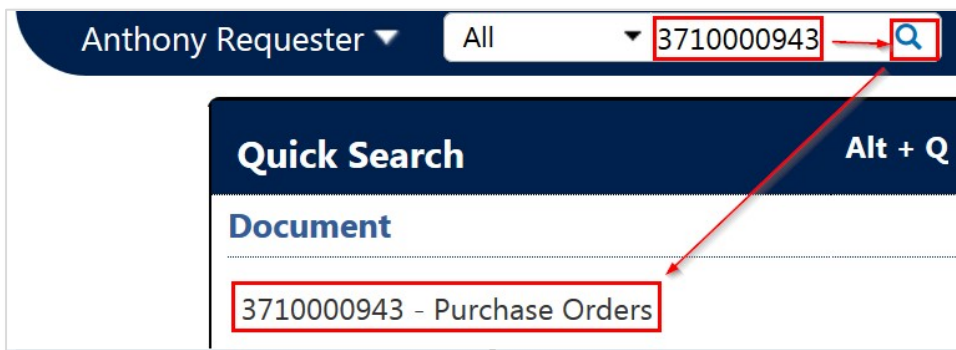 Anthony Requester All 3710000943
Quick Search Alt + Q
Document
3710000943 - Purchase Orders